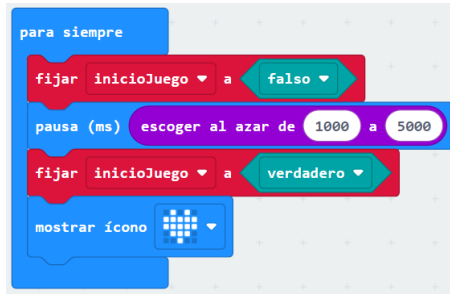 para siempre
fijar inicioJuego a falso
pausa (ms) escoger al azar de 1000 a 5000
fijar inicioJuego a verdadero
mostrar ícono